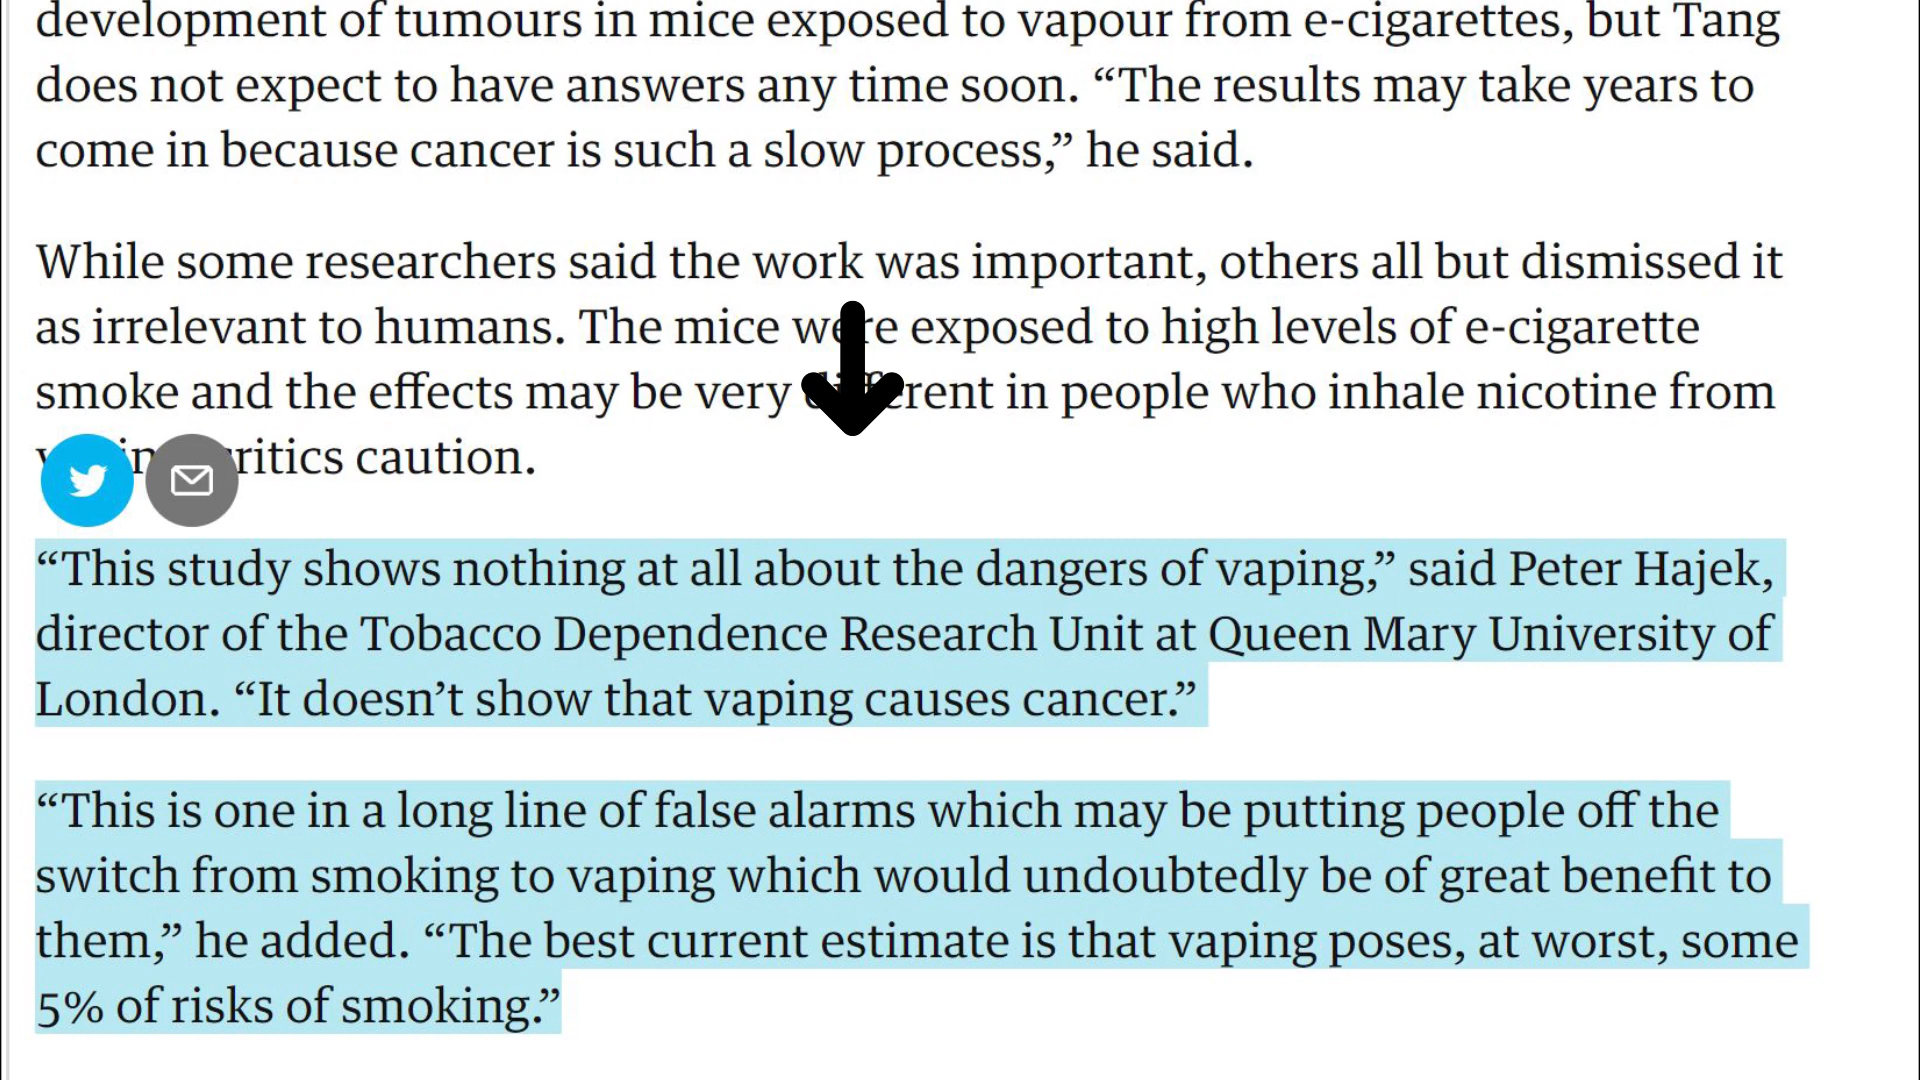 development of tumours in mice exposed to vapour from e-cigarettes, but Tang
does not expect to have answers any time soon. “The results may take years to
come in because cancer is such a slow process,” he said.
While some researchers said the work was important, others all but dismissed it
as irrelevant to humans. The mice were exposed to high levels of e-cigarette
smoke and the effects may be very different in people who inhale nicotine from
critics caution.
“This study shows nothing at all about the dangers of vaping,” said Peter Hajek,
director of the Tobacco Dependence Research Unit at Queen Mary University of
London. “It doesn’t show that vaping causes cancer.”
“This is one in a long line of false alarms which may be putting people off the
switch from smoking to vaping which would undoubtedly be of great benefit to
them,” he added. “The best current estimate is that vaping poses, at worst, some
5% of risks of smoking.”